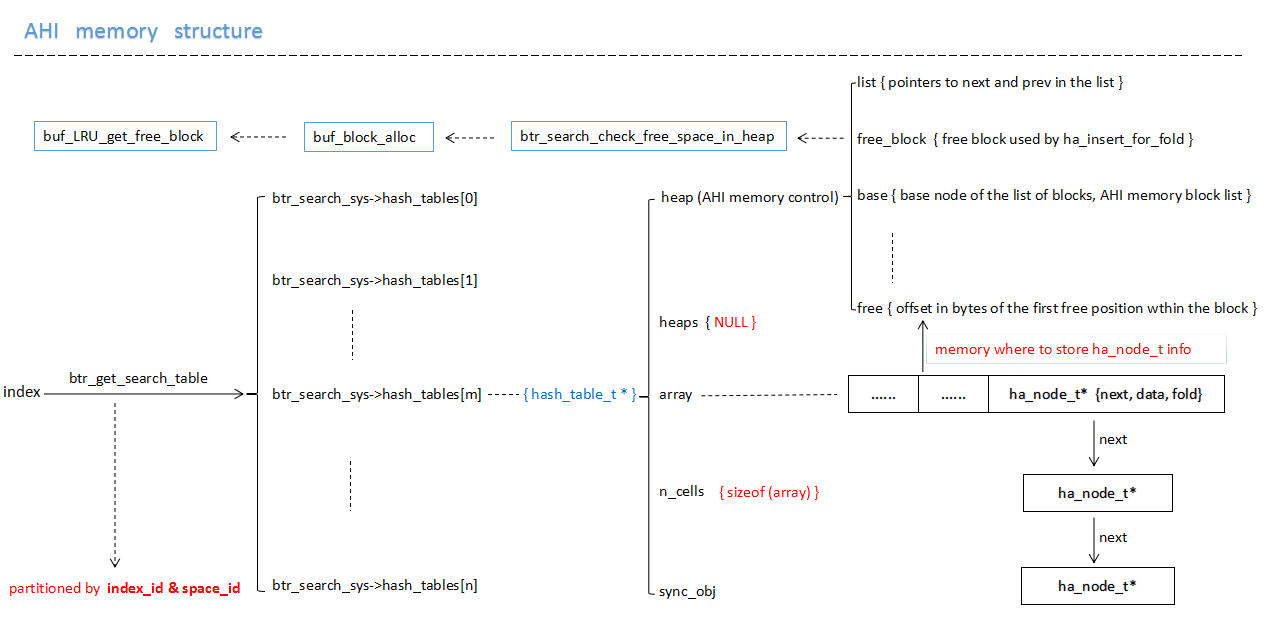 AHI memory structure
list { pointers to next and prev in the list }
buf_LRU_get_free_block
buf_block_alloc
btr_search_check_free_space_in_heap
free_block { free block used by ha_insert_for_fold }
btr_search_sys->hash_tables[0]
heap (AHI memory control)
base { base node of the list of blocks, AHI memory block list }
btr_search_sys->hash_tables[1]
heaps { NULL }
free { offset in bytes of the first free position wthin the block }
memory where to store ha_node_t info
index
btr_get_search_table
btr_search_sys->hash_tables[m]
{ hash_table_t * }
array
......
......
ha_node_t* {next, data, fold}
next
n_cells { sizeof (array) }
ha_node_t*
next
partitioned by index_id & space_id
btr_search_sys->hash_tables[n]
sync_obj
ha_node_t*